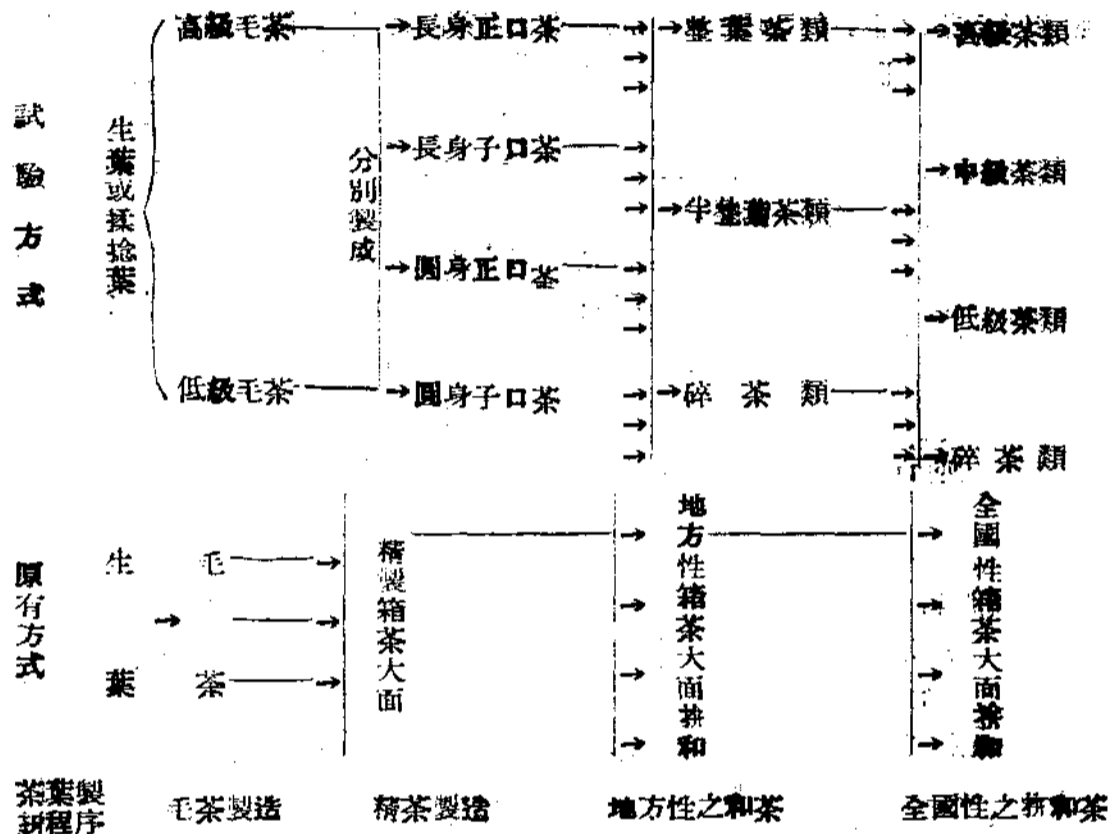 試驗方式
生葉或揉捻葉
高級毛茶
低級毛茶
分別製成
長身正口茶
長身子口茶
圓身正口茶
圓身子口茶
整葉茶類
半整葉茶類
碎茶類
高級茶類
中級茶類
低級茶類
碎茶類
原有方式
生葉
毛茶
精製箱茶大面
地方性箱茶大面拚和
全國性箱茶大面拚和
茶葉製
程序
毛茶製造
精茶製造
地方性之和茶
全國性之拚和茶